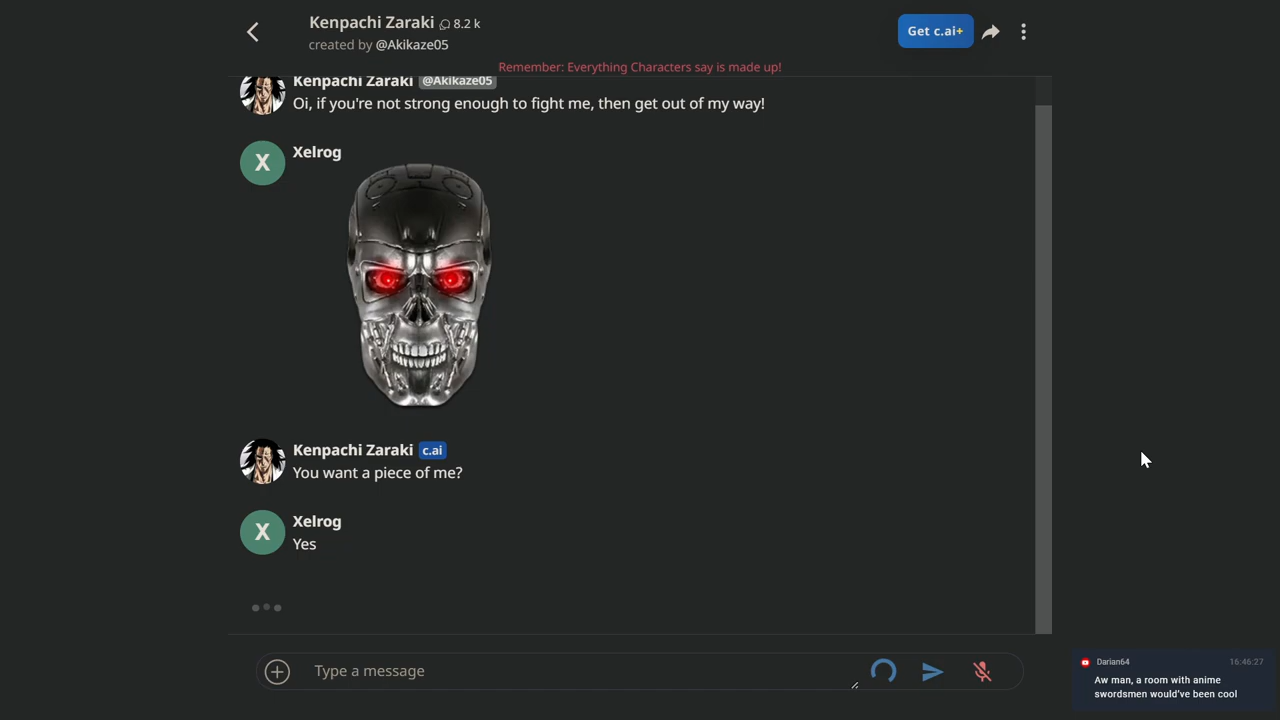 Kenpachi Zaraki 8.2 k
created by @Akikaze05
Get c.ai+
Remember: Everything Characters say is made up!
Kenpachi Zaraki @Akikaze05
Oi, if you're not strong enough to fight me, then get out of my way!
X
Xelrog
Kenpachi Zaraki c.ai
You want a piece of me?
X
Xelrog
Yes
Type a message
Darian64 16:46:27
Aw man, a room with anime
swordsmen would've been cool